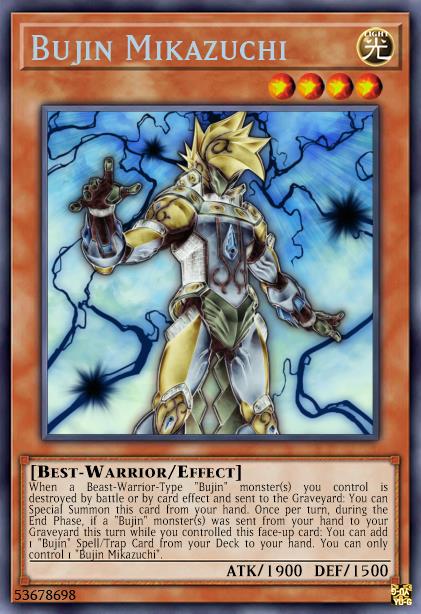 Bujin Mikazuchi
LIGHT
光
[Best-Warrior/Effect]
When a Beast-Warrior-Type "Bujin" monster(s) you control is
destroyed by battle or by card effect and sent to the Graveyard: You can
Special Summon this card from your hand. Once per turn, during the
End Phase, if a "Bujin" monster(s) was sent from your hand to your
Graveyard this turn while you controlled this face-up card: You can add
1 "Bujin" Spell/Trap Card from your Deck to your hand. You can only
control 1 "Bujin Mikazuchi".
ATK/1900 DEF/1500
53678698